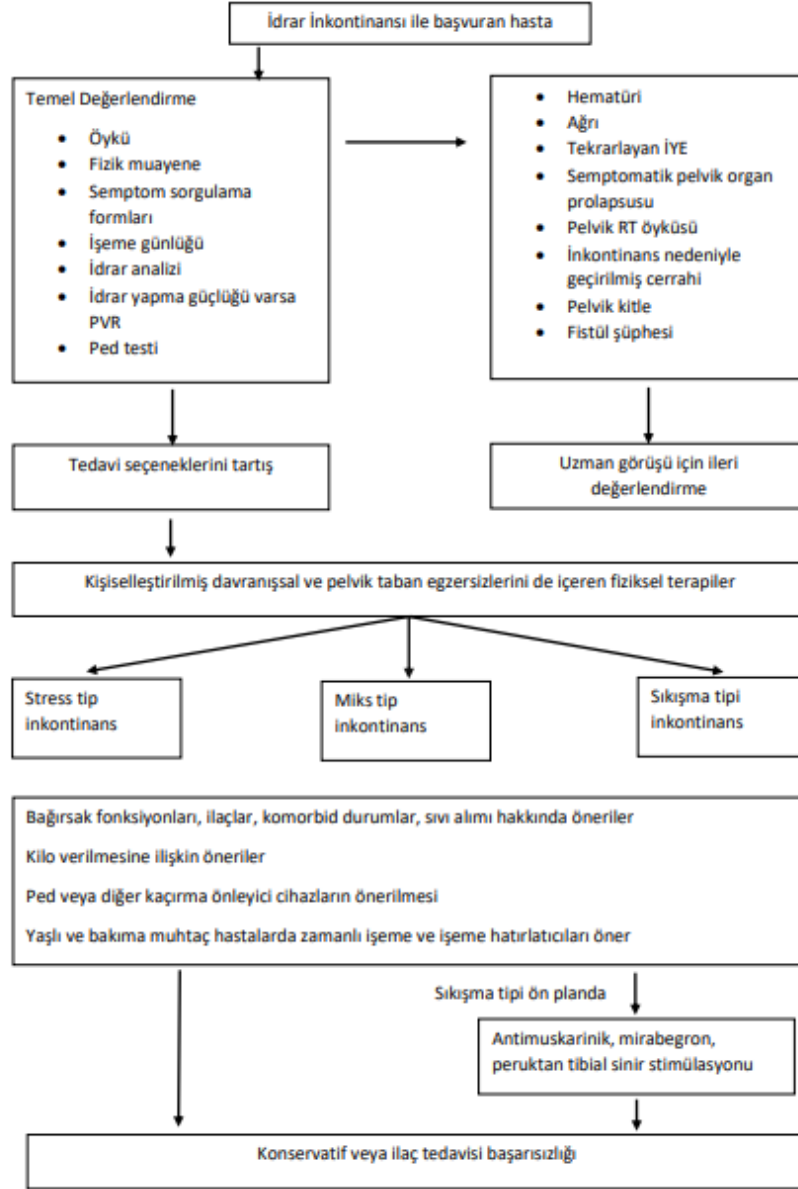 İdrar İnkontinansı ile başvuran hasta
Temel Değerlendirme
• Öykü
• Fizik muayene
• Semptom sorgulama
formları
• İşeme günlüğü
• İdrar analizi
• İdrar yapma güçlüğü varsa
PVR
• Ped testi
• Hematüri
• Ağrı
• Tekrarlayan İYE
• Semptomatik pelvik organ
prolapsusu
• Pelvik RT öyküsü
• İnkontinans nedeniyle
geçirilmiş cerrahi
• Pelvik kitle
• Fistül şüphesi
Tedavi seçeneklerini tartış
Uzman görüşü için ileri
değerlendirme
Kişiselleştirilmiş davranışsal ve pelvik taban egzersizlerini de içeren fiziksel terapiler
Stress tip
inkontinans
Miks tip
inkontinans
Sıkışma tipi
inkontinans
Bağırsak fonksiyonları, ilaçlar, komorbid durumlar, sıvı alımı hakkında öneriler
Kilo verilmesine ilişkin öneriler
Ped veya diğer kaçırma önleyici cihazların önerilmesi
Yaşlı ve bakıma muhtaç hastalarda zamanlı işeme ve işeme hatırlatıcıları öner
Sıkışma tipi ön planda
Antimuskarinik, mirabegron,
peruktan tibial sinir stimülasyonu
Konservatif veya ilaç tedavisi başarısızlığı